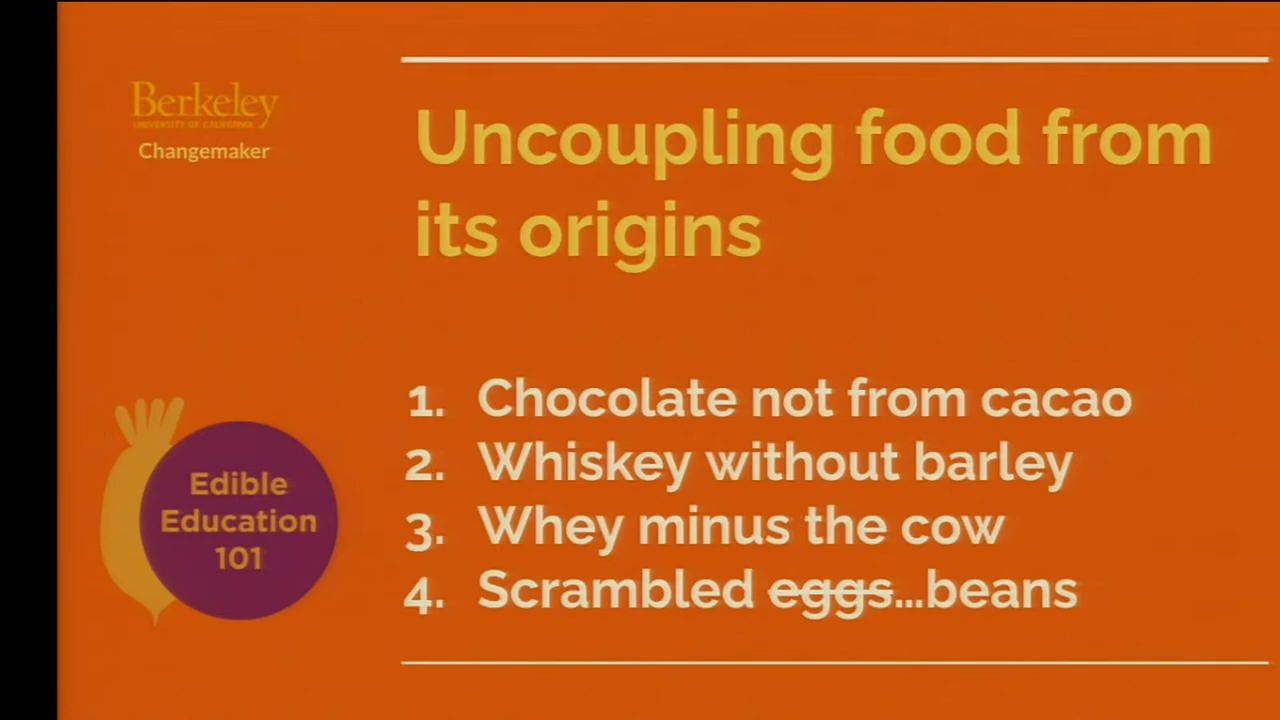 Berkeley
UNIVERSITY OF CALIFORNIA
Changemaker
Uncoupling food from
its origins
1. Chocolate not from cacao
2. Whiskey without barley
3. Whey minus the cow
4. Scrambled eggs...beans
Edible
Education
101